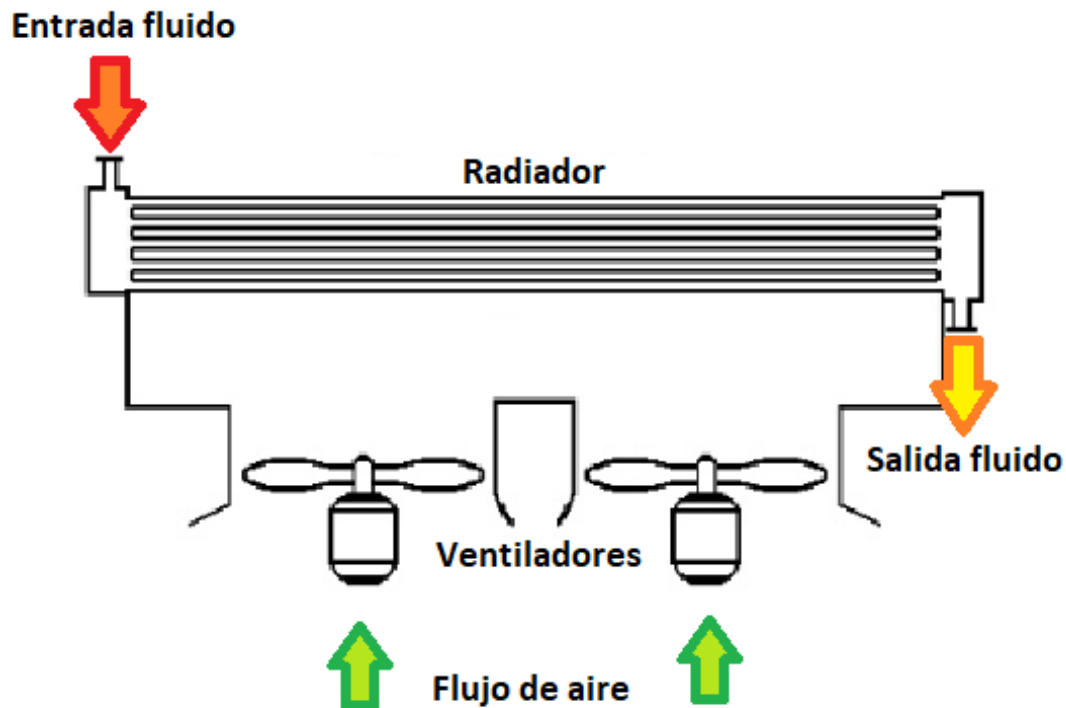 Entrada fluido
Radiador
Salida fluido
Ventiladores
Flujo de aire